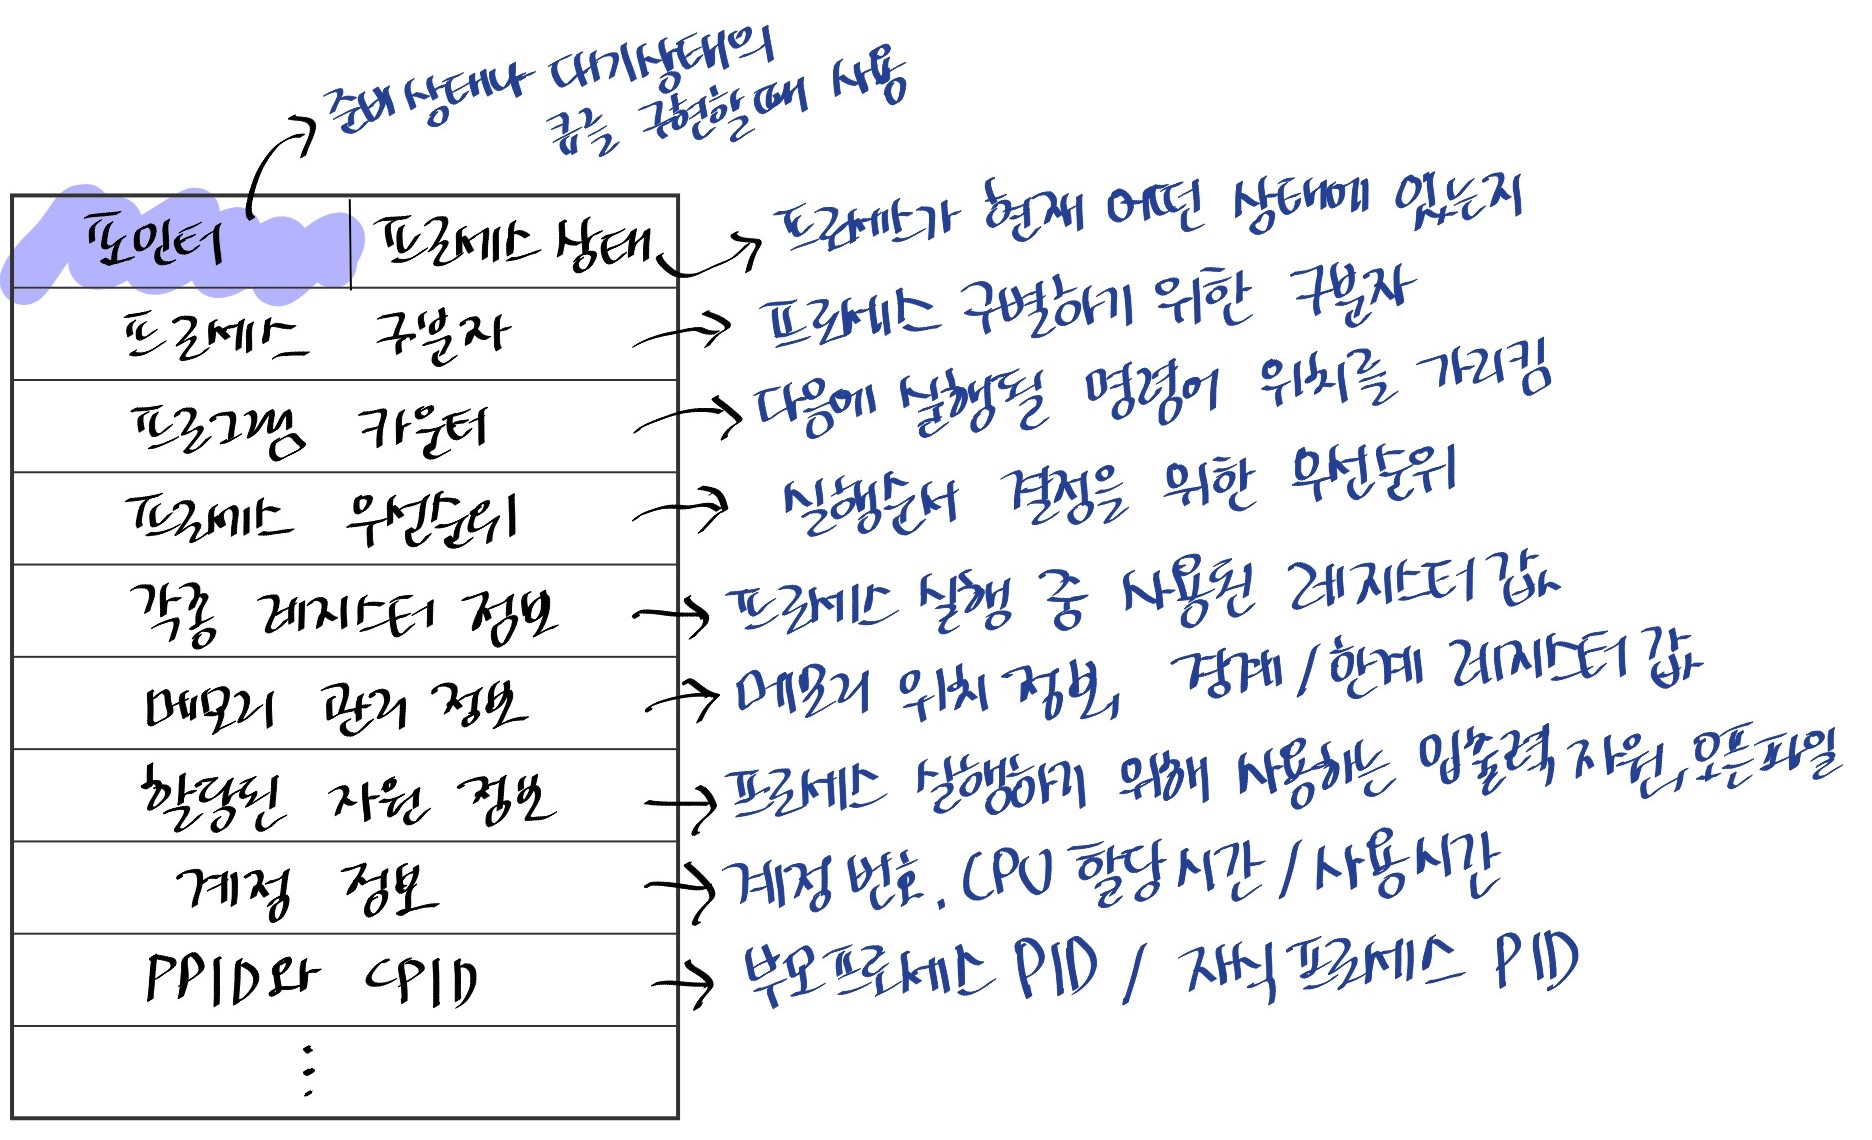 준비상태나 대기상태의
큐를 구현할때 사용
포인터 프로세스 상태 프로세스가 현재 어떤 상태에 있는지
프로세스 구분자 프로세스 구별하기 위한 구분자
프로그램 카운터 다음에 실행될 명령어 위치를 가리킴
프로세스 우선순위 실행순서 결정을 위한 우선순위
각종 레지스터 정보 프로세스 실행 중 사용된 레지스터 값
메모리 관리 정보 메모리 위치 정보, 경계/한계 레지스터 값
할당된 자원 정보 프로세스 실행하기 위해 사용하는 입출력 자원, 오픈파일
계정 정보 계정 번호, CPU 할당시간/사용시간
PPID와 CPID 부모프로세스 PID / 자식프로세스 PID
⋮